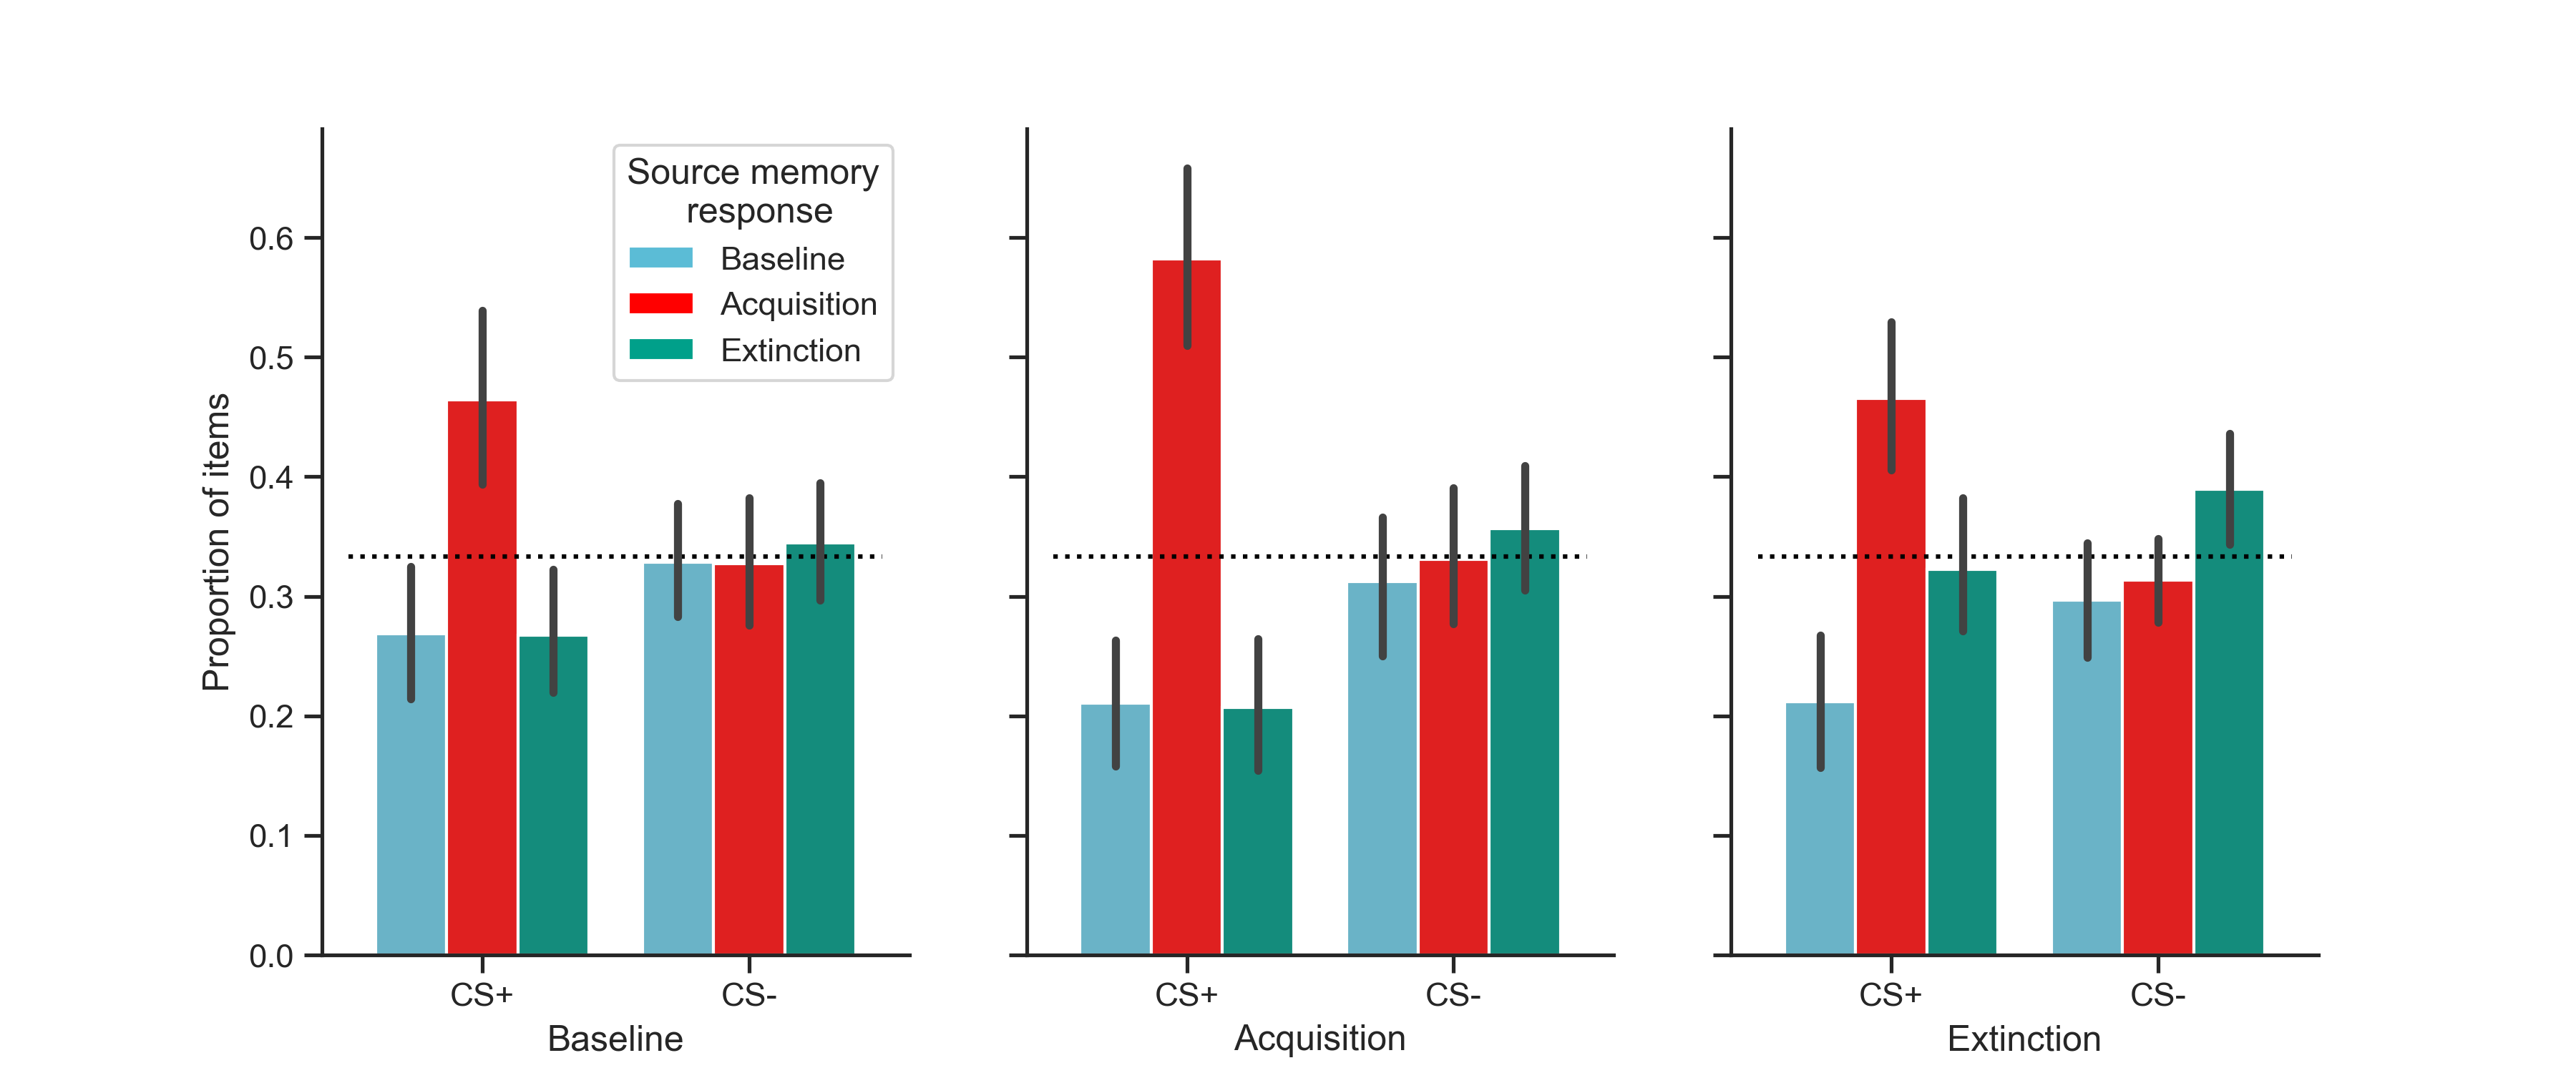 Source memory
response
Baseline
Acquisition
Extinction
Proportion of items
0.6
0.5
0.4
0.3
0.2
0.1
0.0
CS+ CS-
Baseline
CS+ CS-
Acquisition
CS+ CS-
Extinction